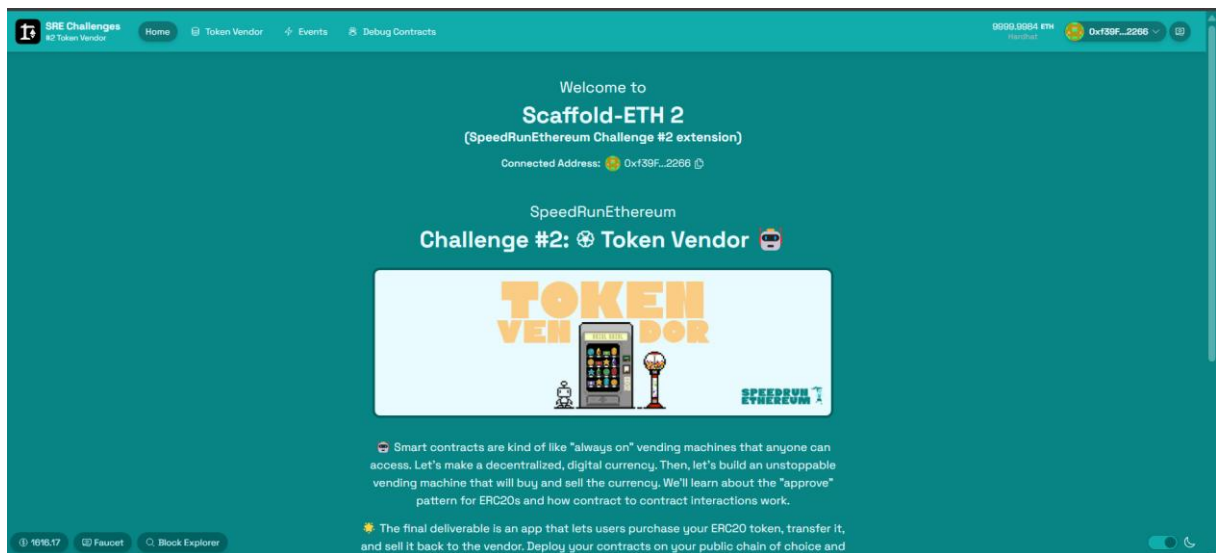 SRE Challenges
#2 Token Vendor
Home
Token Vendor
Events
Debug Contracts
9999.9984 ETH
Hardhat
0xf39F...2266
Welcome to
Scaffold-ETH 2
(SpeedRunEthereum Challenge #2 extension)
Connected Address: 0xf39F...2266
SpeedRunEthereum
Challenge #2: 🏵 Token Vendor 🤖
TOKEN
VENDOR
SPEEDRUN
ETHEREUM
🤖 Smart contracts are kind of like "always on" vending machines that anyone can
access. Let's make a decentralized, digital currency. Then, let's build an unstoppable
vending machine that will buy and sell the currency. We'll learn about the "approve"
pattern for ERC20s and how contract to contract interactions work.
🌟 The final deliverable is an app that lets users purchase your ERC20 token, transfer it,
and sell it back to the vendor. Deploy your contracts on your public chain of choice and
1616.17
Faucet
Block Explorer